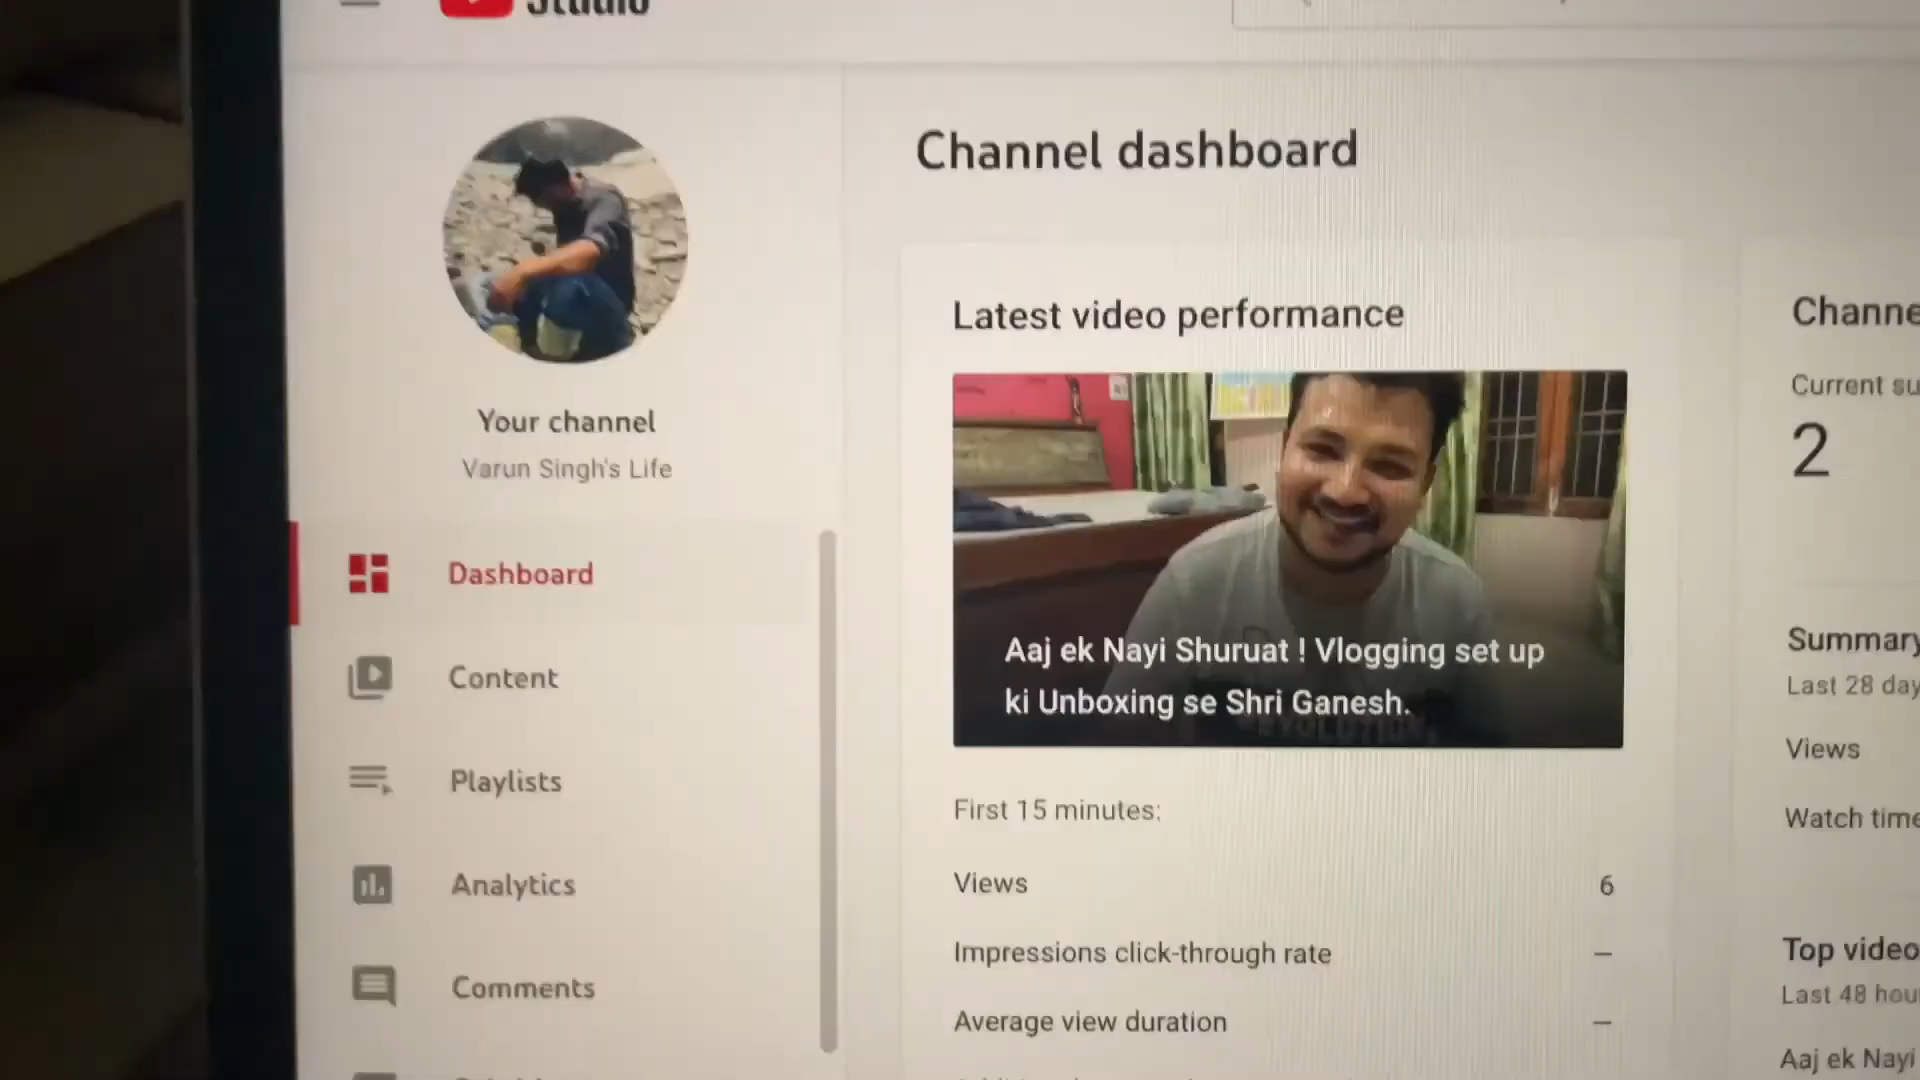 Studio
Channel dashboard
Your channel
Varun Singh's Life
Dashboard
Content
Playlists
Analytics
Comments
Latest video performance
Aaj ek Nayi Shuruat ! Vlogging set up
ki Unboxing se Shri Ganesh.
First 15 minutes:
Views 6
Impressions click-through rate —
Average view duration —
Channe
Current su
2
Summary
Last 28 day
Views
Watch time
Top video
Last 48 hou
Aaj ek Nayi